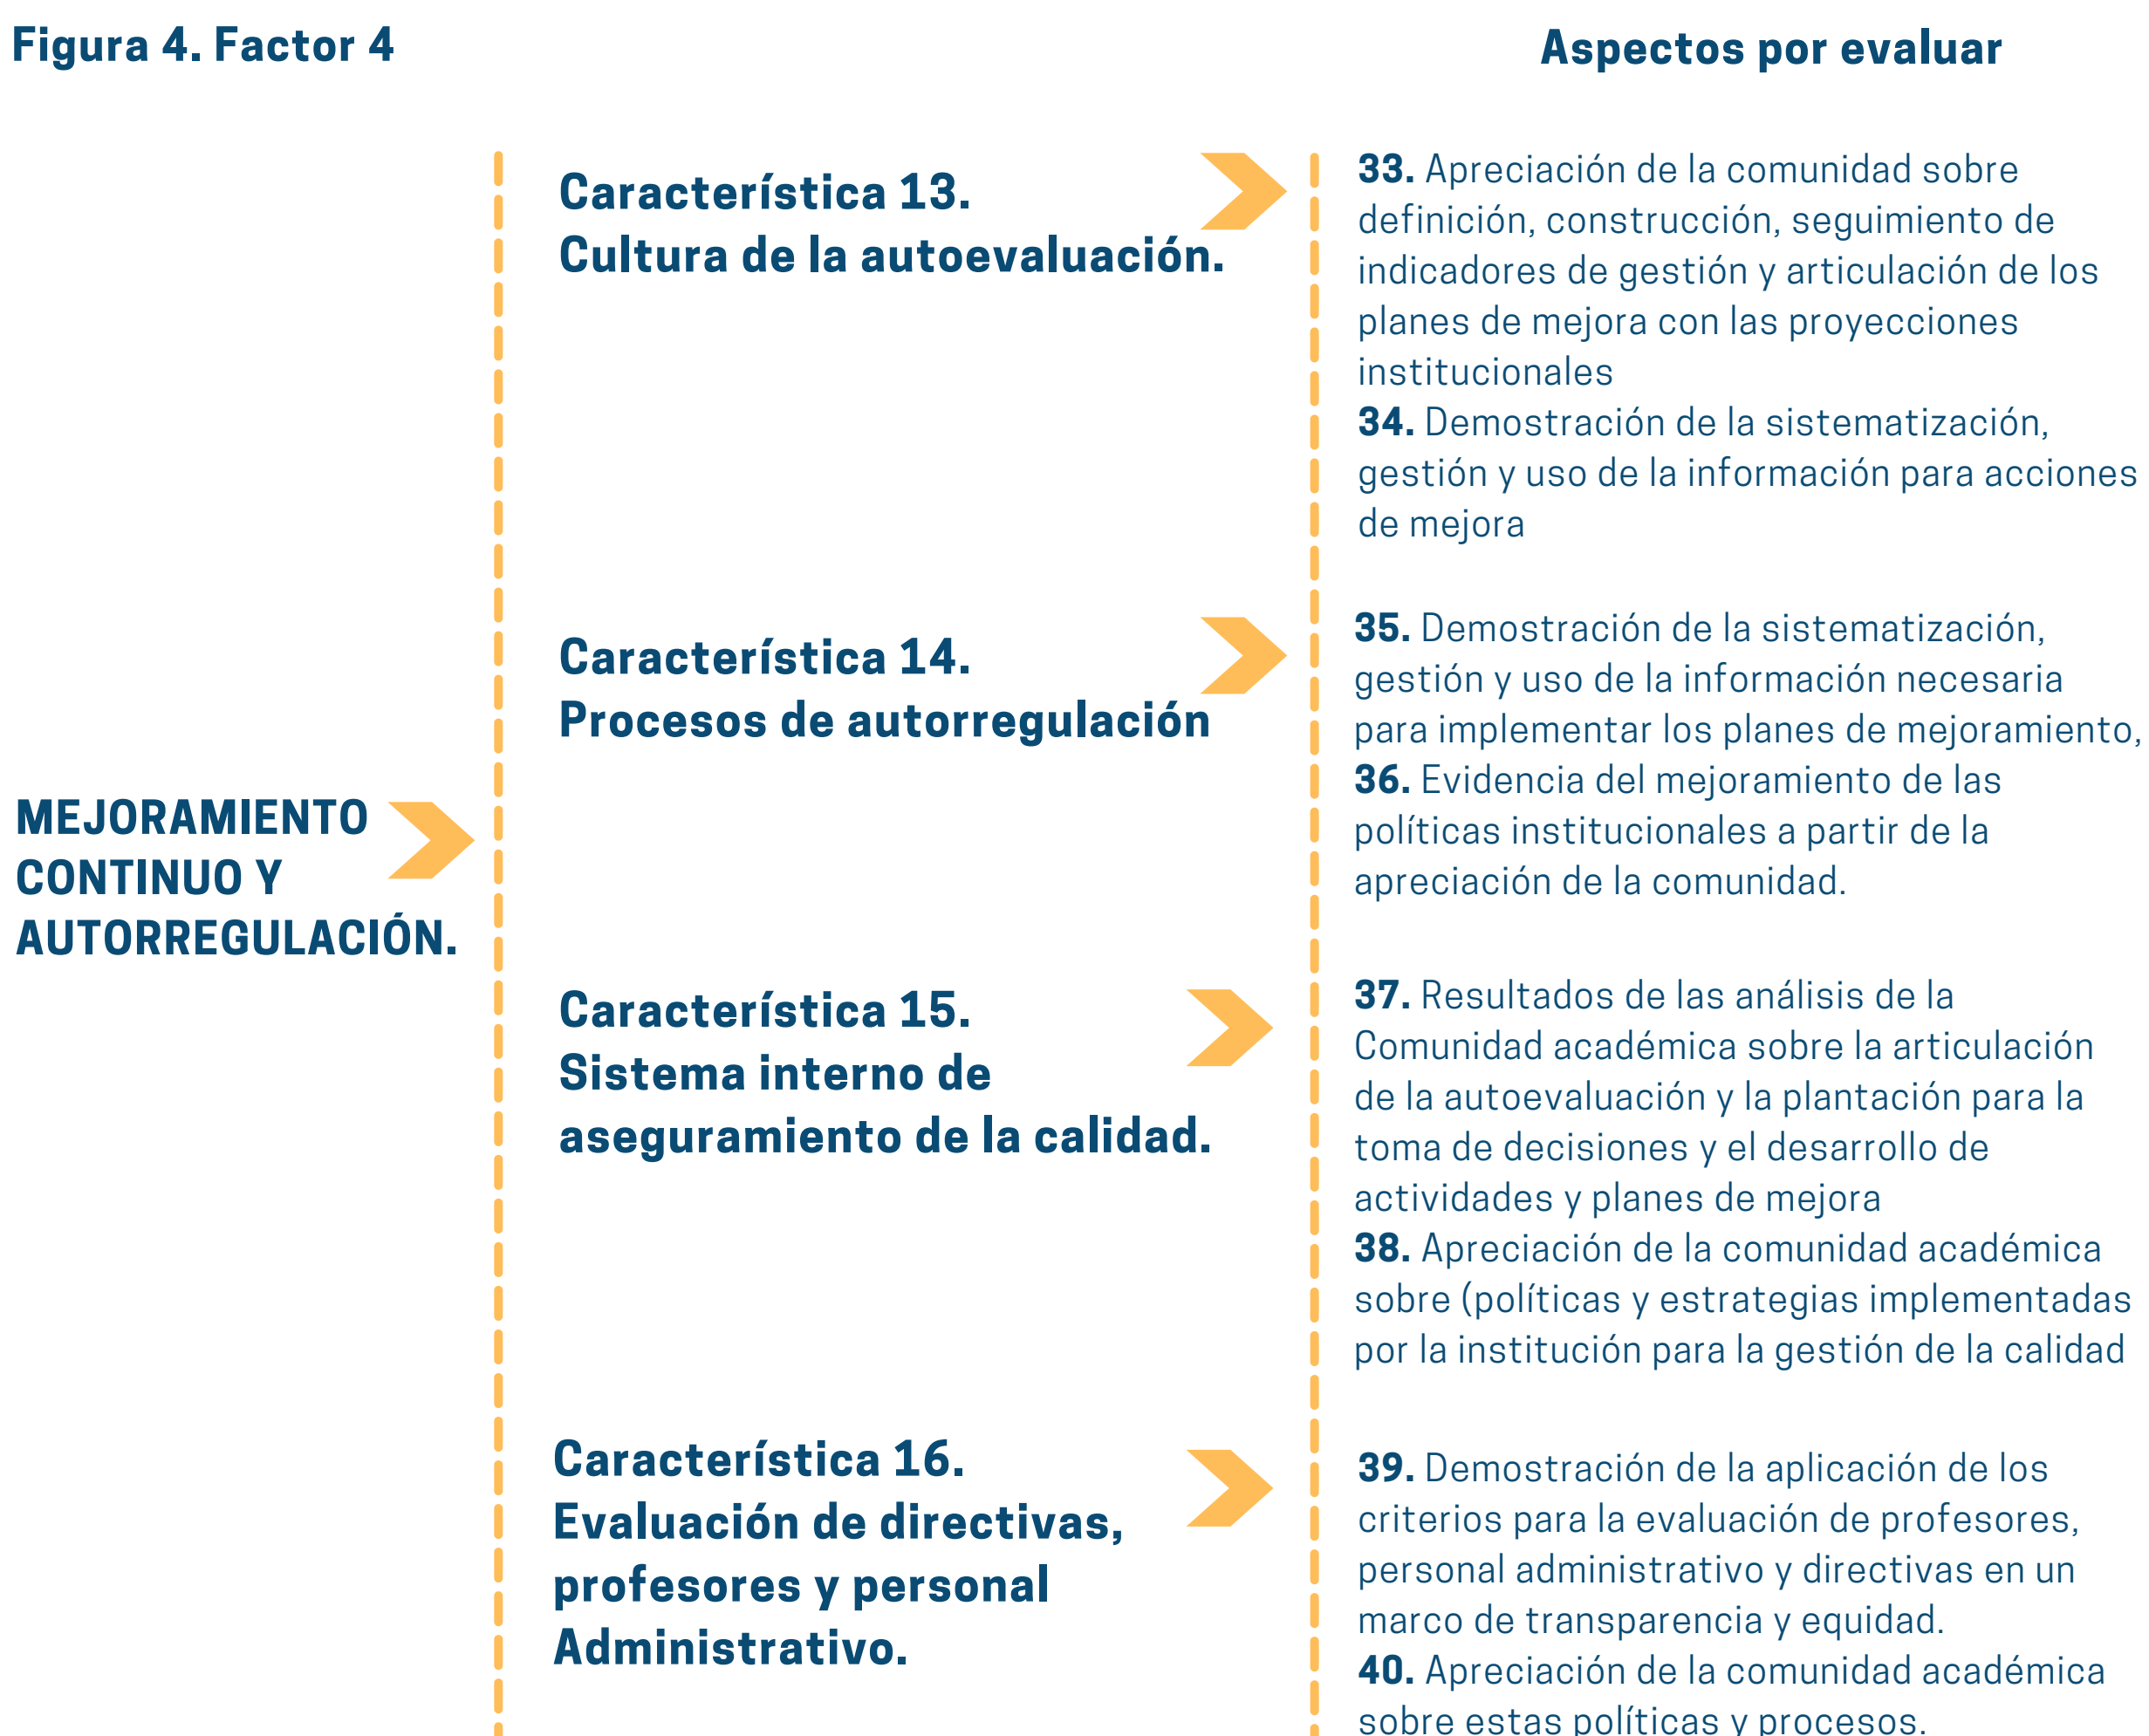 Figura 4. Factor 4
Aspectos por evaluar
MEJORAMIENTO
CONTINUO Y
AUTORREGULACIÓN.
Característica 13.
Cultura de la autoevaluación.
33. Apreciación de la comunidad sobre
definición, construcción, seguimiento de
indicadores de gestión y articulación de los
planes de mejora con las proyecciones
institucionales
34. Demostración de la sistematización,
gestión y uso de la información para acciones
de mejora
Característica 14.
Procesos de autorregulación
35. Demostración de la sistematización,
gestión y uso de la información necesaria
para implementar los planes de mejoramiento,
36. Evidencia del mejoramiento de las
políticas institucionales a partir de la
apreciación de la comunidad.
Característica 15.
Sistema interno de
aseguramiento de la calidad.
37. Resultados de las análisis de la
Comunidad académica sobre la articulación
de la autoevaluación y la plantación para la
toma de decisiones y el desarrollo de
actividades y planes de mejora
38. Apreciación de la comunidad académica
sobre (políticas y estrategias implementadas
por la institución para la gestión de la calidad
Característica 16.
Evaluación de directivas,
profesores y personal
Administrativo.
39. Demostración de la aplicación de los
criterios para la evaluación de profesores,
personal administrativo y directivas en un
marco de transparencia y equidad.
40. Apreciación de la comunidad académica
sobre estas políticas y procesos.